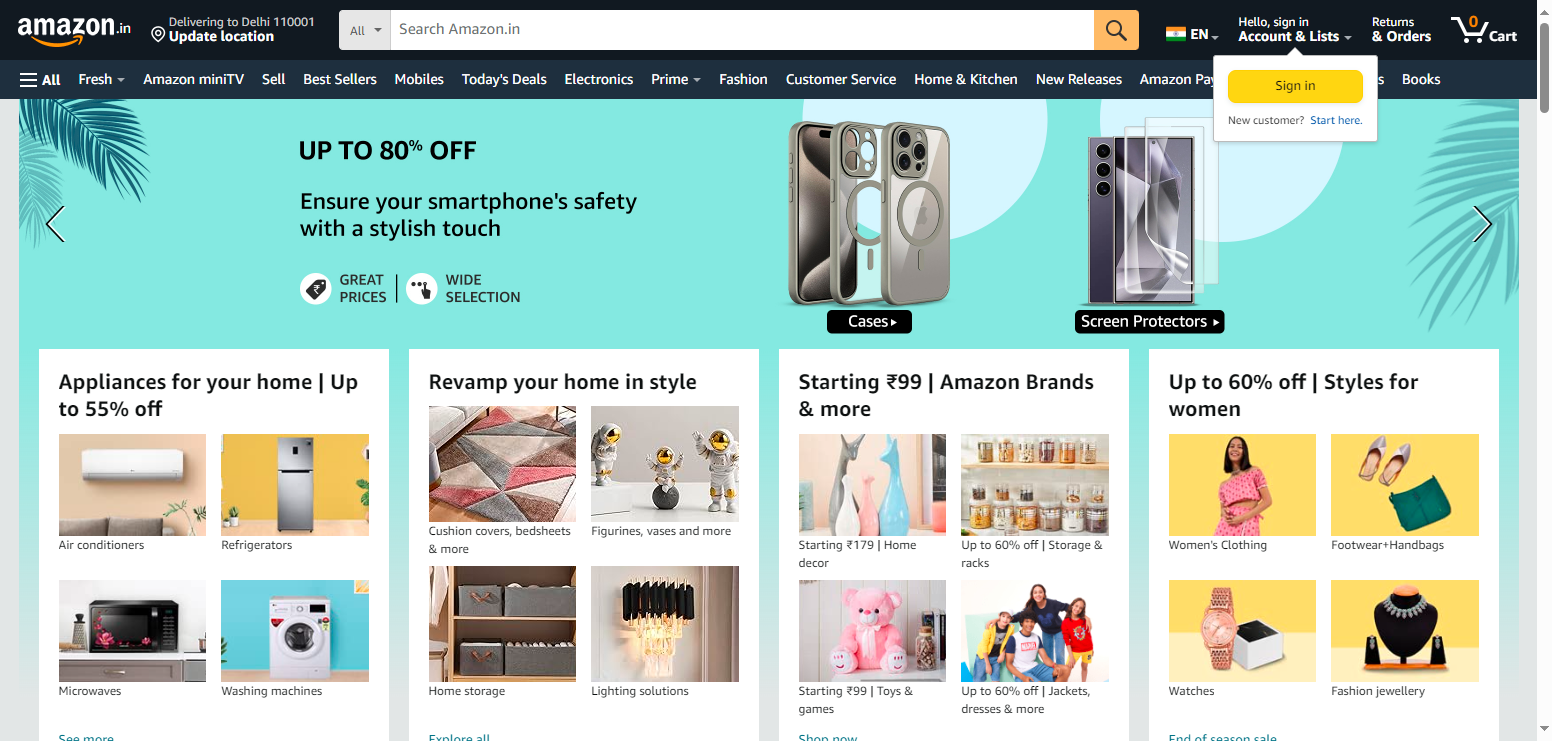 amazon.in
Delivering to Delhi 110001
Update location
All
Search Amazon.in
EN
Hello, sign in
Account & Lists
Returns
& Orders
0
Cart
All
Fresh
Amazon miniTV
Sell
Best Sellers
Mobiles
Today's Deals
Electronics
Prime
Fashion
Customer Service
Home & Kitchen
New Releases
Amazon Pay
s
Books
Sign in
New customer? Start here.
UP TO 80% OFF
Ensure your smartphone's safety
with a stylish touch
GREAT
PRICES
WIDE
SELECTION
Cases
Screen Protectors
Appliances for your home | Up
to 55% off
Air conditioners
Refrigerators
Microwaves
Washing machines
See more
Revamp your home in style
Cushion covers, bedsheets
& more
Figurines, vases and more
Home storage
Lighting solutions
Explore all
Starting ₹99 | Amazon Brands
& more
Starting ₹179 | Home
decor
Up to 60% off | Storage &
racks
Starting ₹99 | Toys &
games
Up to 60% off | Jackets,
dresses & more
Shop now
Up to 60% off | Styles for
women
Women's Clothing
Footwear+Handbags
Watches
Fashion jewellery
End of season sale